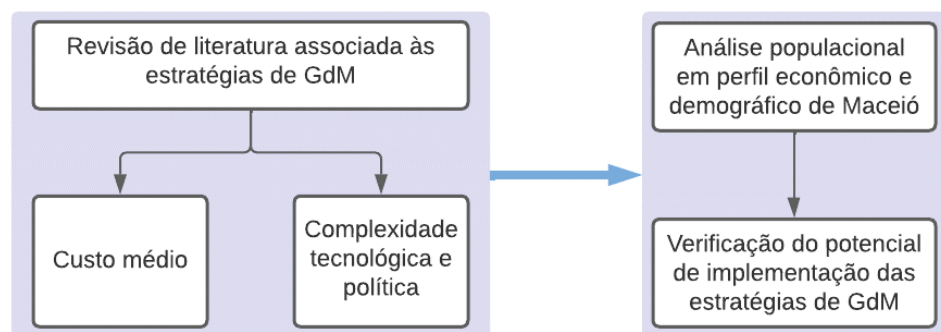 Revisão de literatura associada às
estratégias de GdM
Custo médio
Complexidade
tecnológica e
política
Análise populacional
em perfil econômico e
demográfico de Maceió
Verificação do potencial
de implementação das
estratégias de GdM